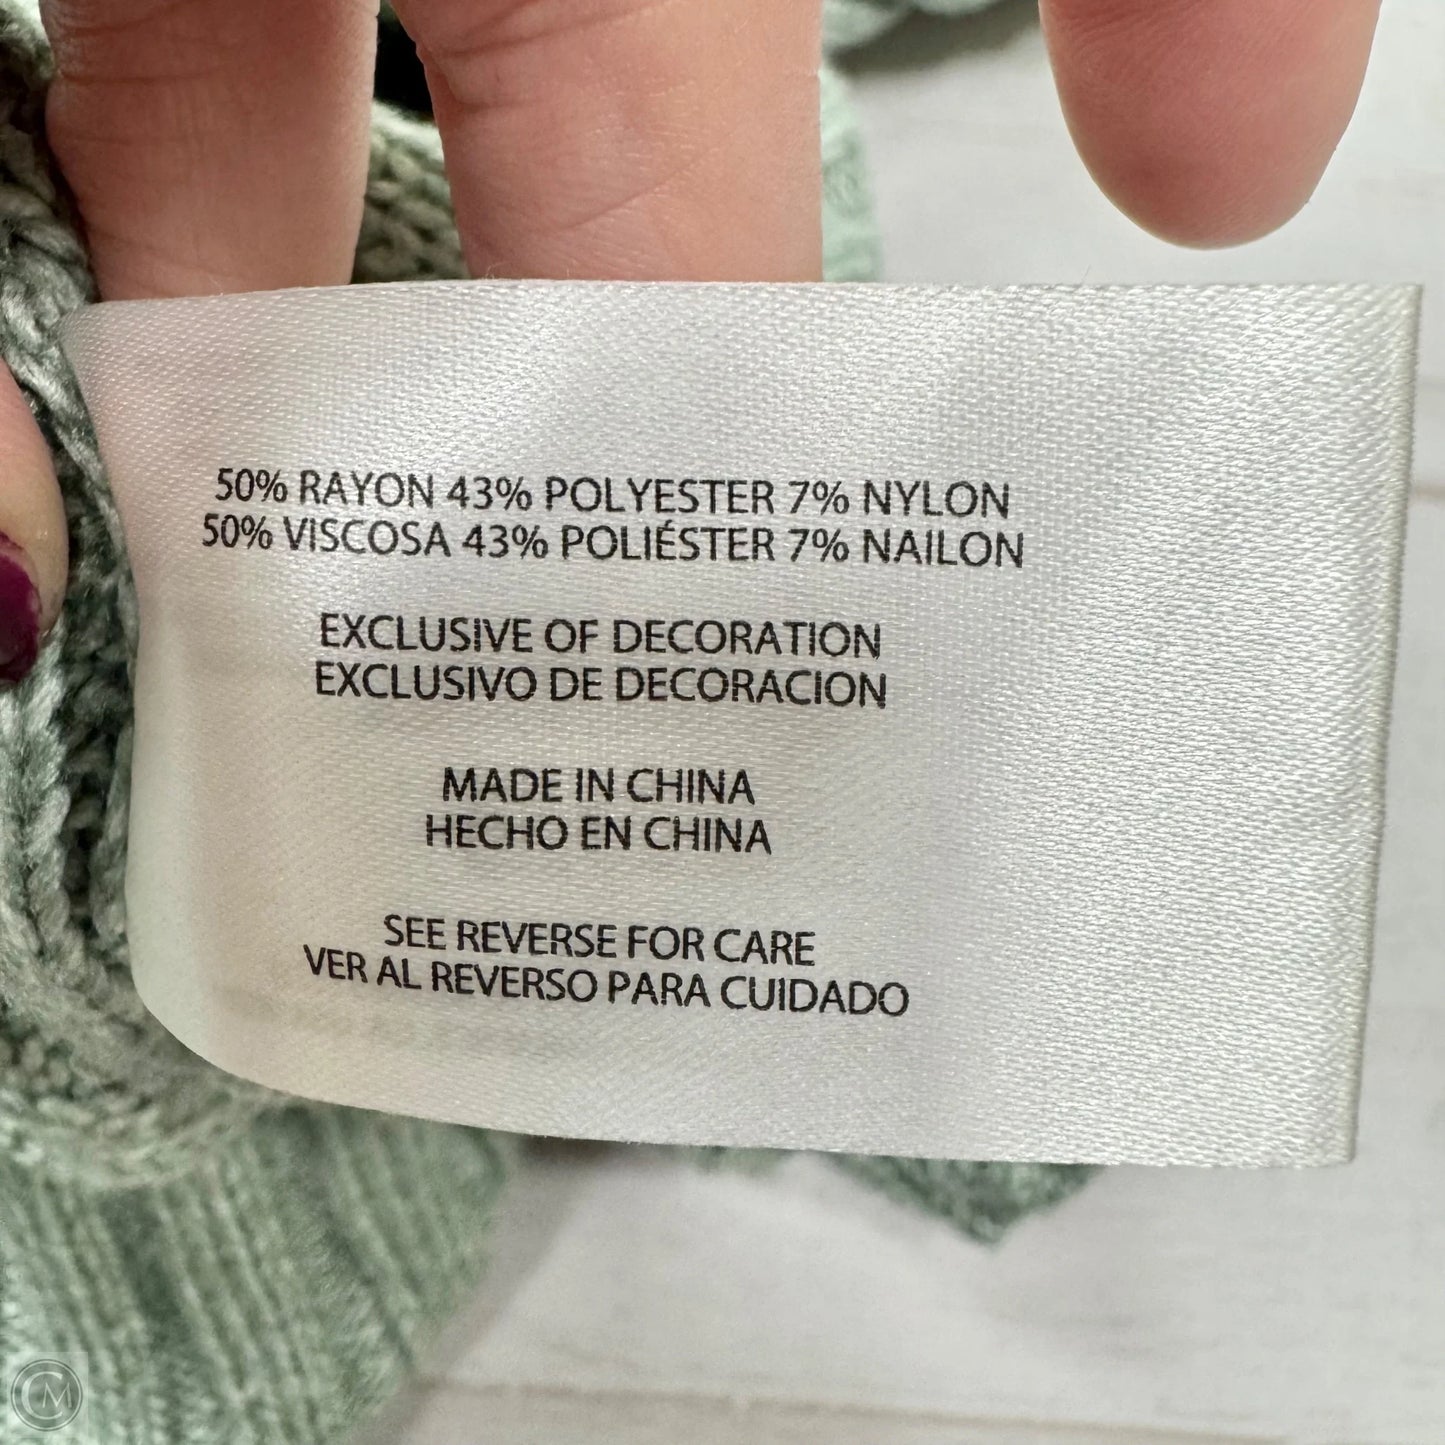 50% RAYON 43% POLYESTER 7% NYLON
50% VISCOSA 43% POLIÉSTER 7% NAILON
EXCLUSIVE OF DECORATION
EXCLUSIVO DE DECORACION
MADE IN CHINA
HECHO EN CHINA
SEE REVERSE FOR CARE
VER AL REVERSO PARA CUIDADO
CM